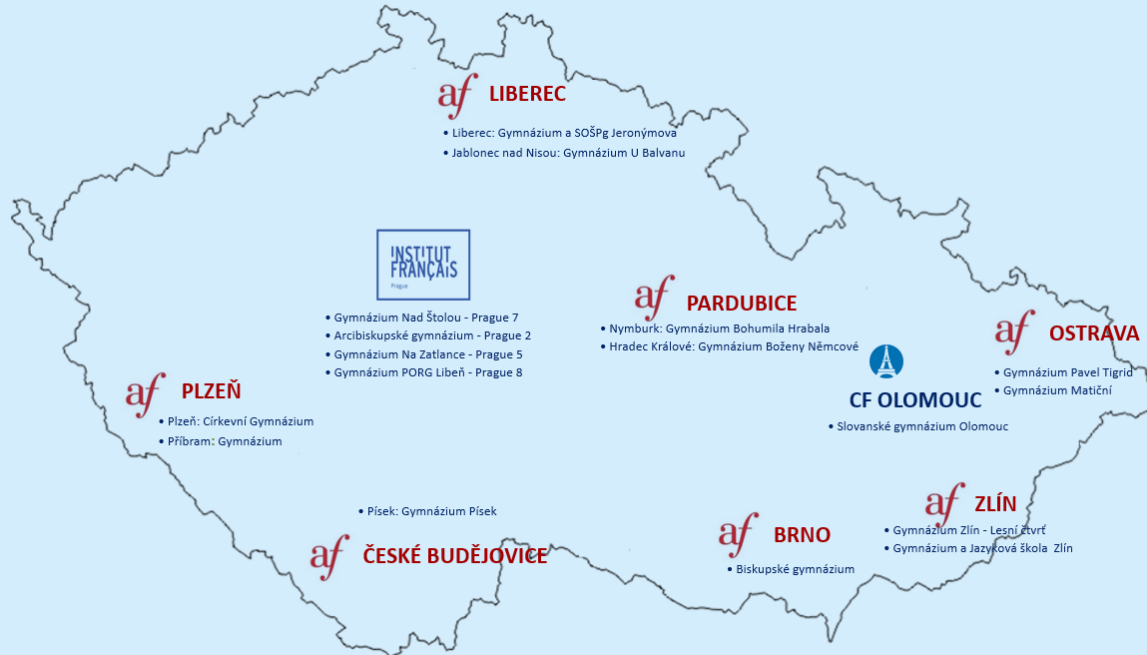 af LIBEREC
• Liberec: Gymnázium a SOŠPg Jeronýmova
• Jablonec nad Nisou: Gymnázium U Balvanu
INSTITUT
FRANÇAIS
Prague
• Gymnázium Nad Štolou - Prague 7
• Arcibiskupské gymnázium - Prague 2
• Gymnázium Na Zatlance - Prague 5
• Gymnázium PORG Libeň - Prague 8
af PARDUBICE
• Nymburk: Gymnázium Bohumila Hrabala
• Hradec Králové: Gymnázium Boženy Němcové
af OSTRAVA
• Gymnázium Pavel Tigrid
• Gymnázium Matiční
CF OLOMOUC
• Slovanské gymnázium Olomouc
af PLZEŇ
• Plzeň: Církevní Gymnázium
• Příbram: Gymnázium
• Písek: Gymnázium Písek
af ČESKÉ BUDĚJOVICE
af BRNO
• Biskupské gymnázium
af ZLÍN
• Gymnázium Zlín - Lesní čtvrť
• Gymnázium a Jazyková škola Zlín